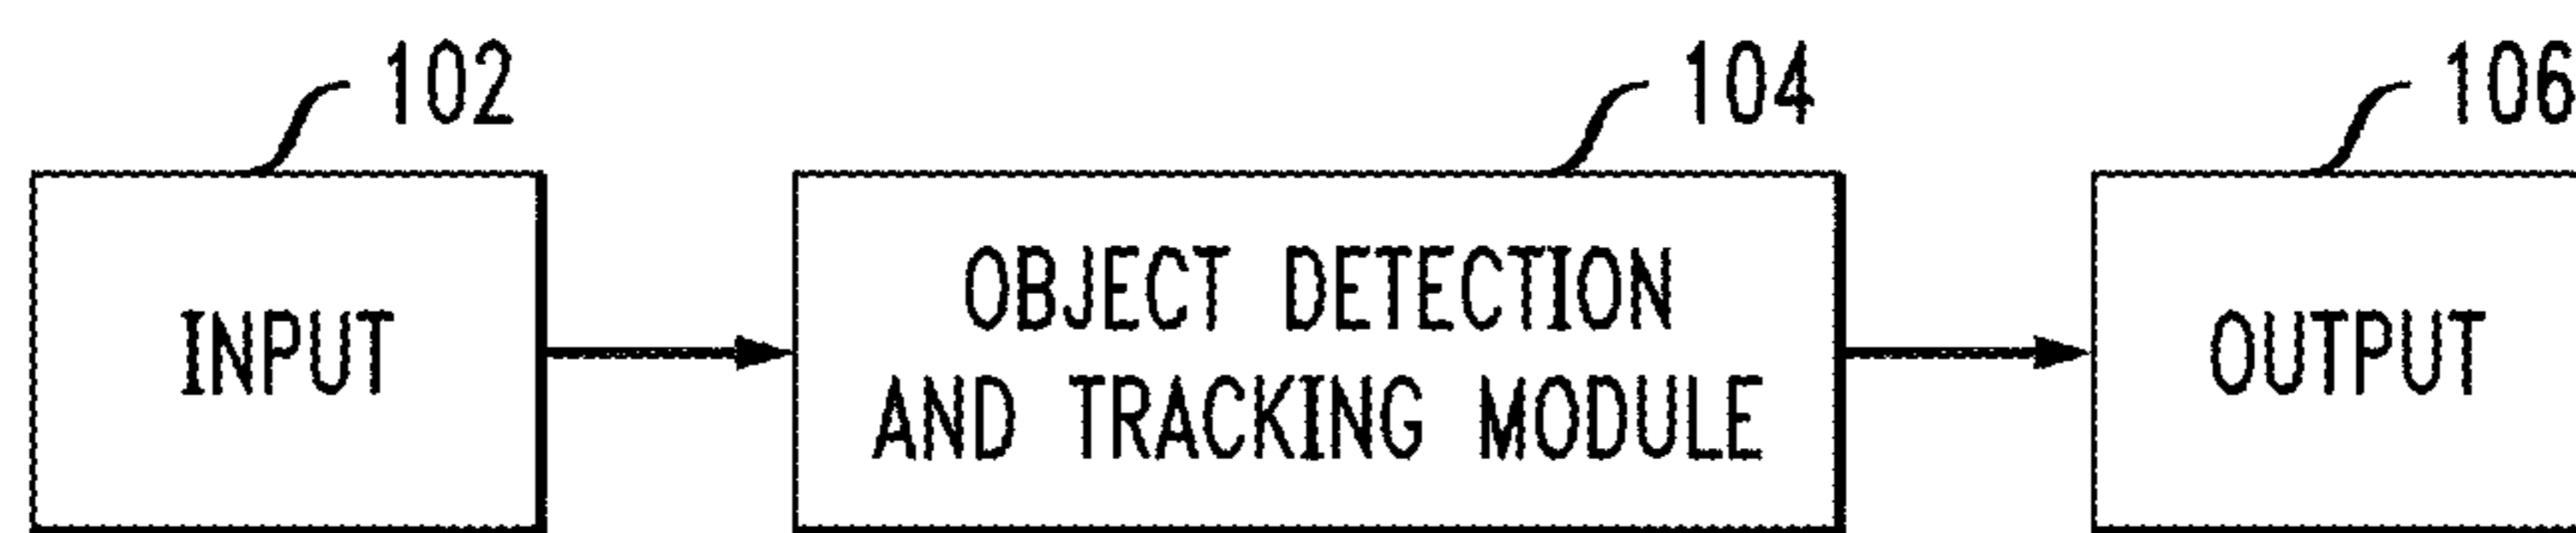 102
104
106
INPUT
OBJECT DETECTION
AND TRACKING MODULE
OUTPUT